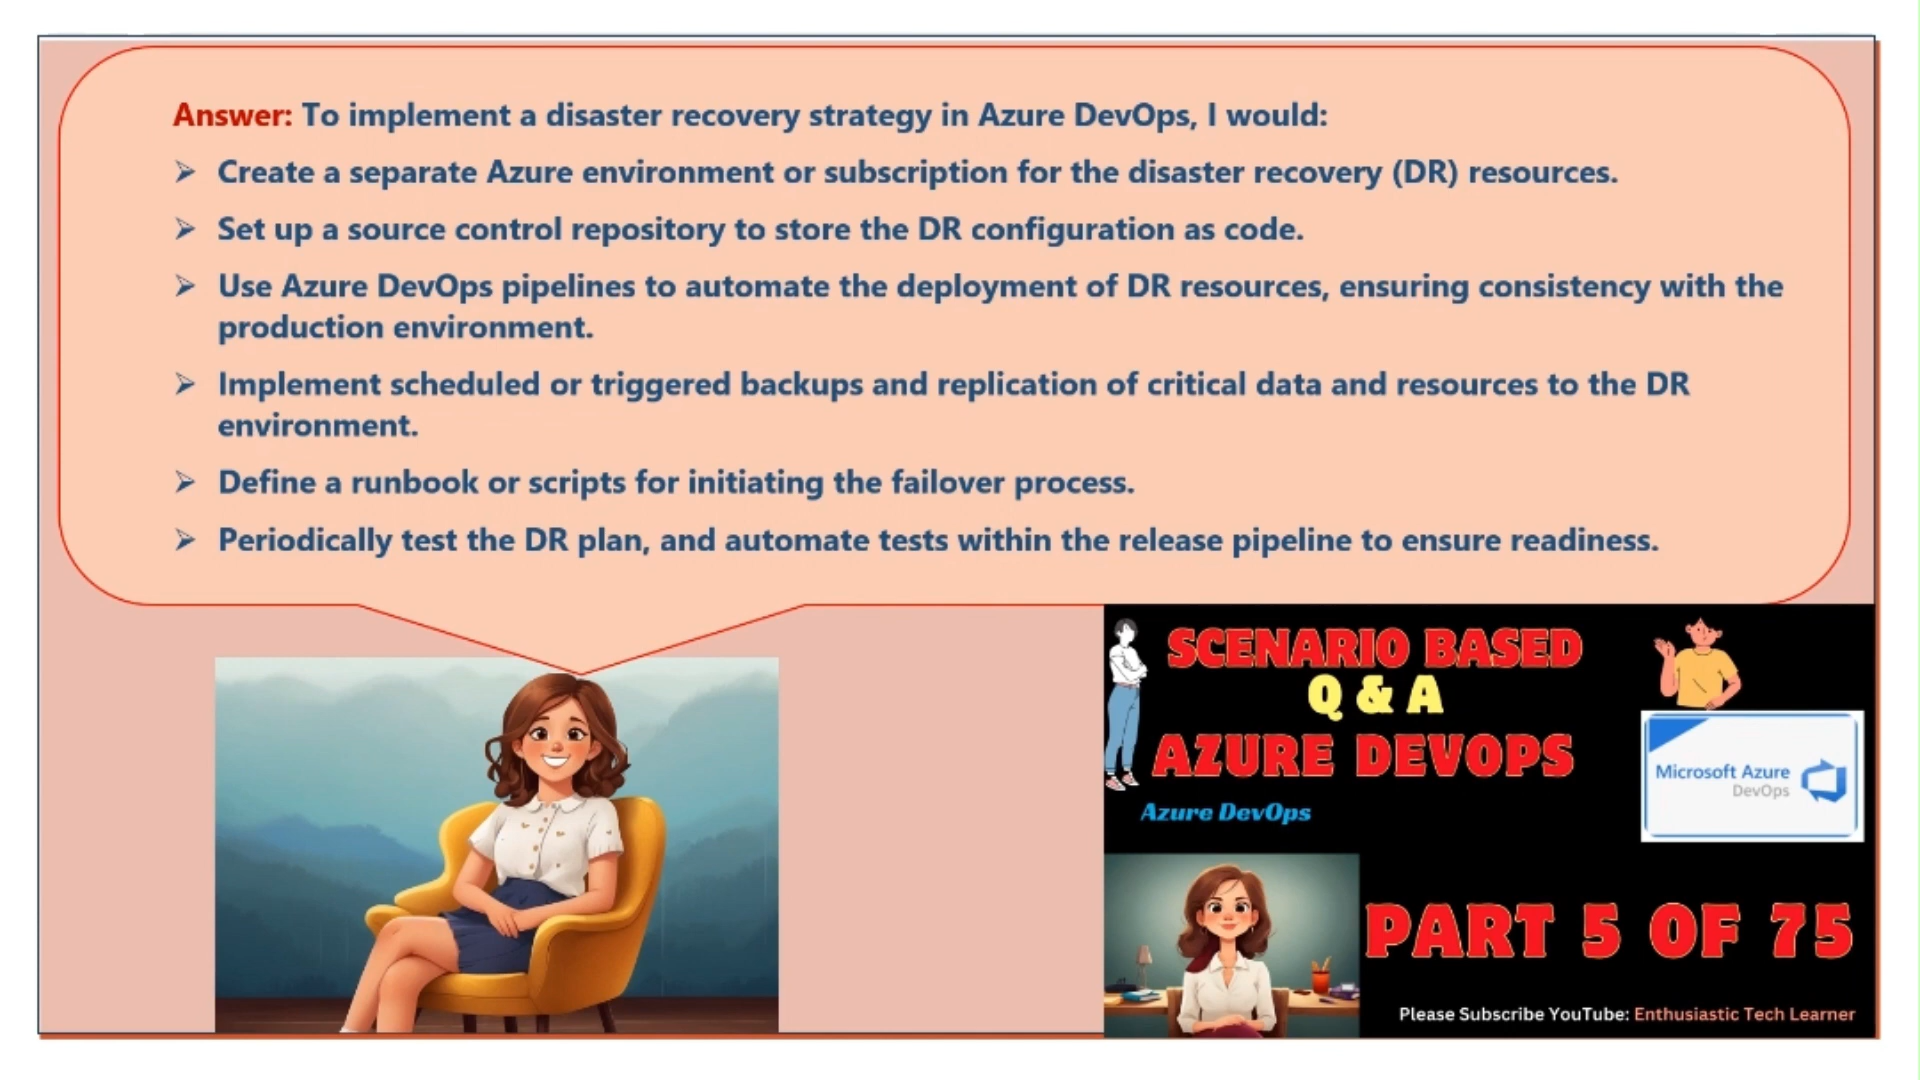 Answer: To implement a disaster recovery strategy in Azure DevOps, I would:
➢ Create a separate Azure environment or subscription for the disaster recovery (DR) resources.
➢ Set up a source control repository to store the DR configuration as code.
➢ Use Azure DevOps pipelines to automate the deployment of DR resources, ensuring consistency with the
production environment.
➢ Implement scheduled or triggered backups and replication of critical data and resources to the DR
environment.
➢ Define a runbook or scripts for initiating the failover process.
➢ Periodically test the DR plan, and automate tests within the release pipeline to ensure readiness.
SCENARIO BASED
Q & A
AZURE DEVOPS
Azure DevOps
Microsoft Azure
DevOps
PART 5 OF 75
Please Subscribe YouTube: Enthusiastic Tech Learner